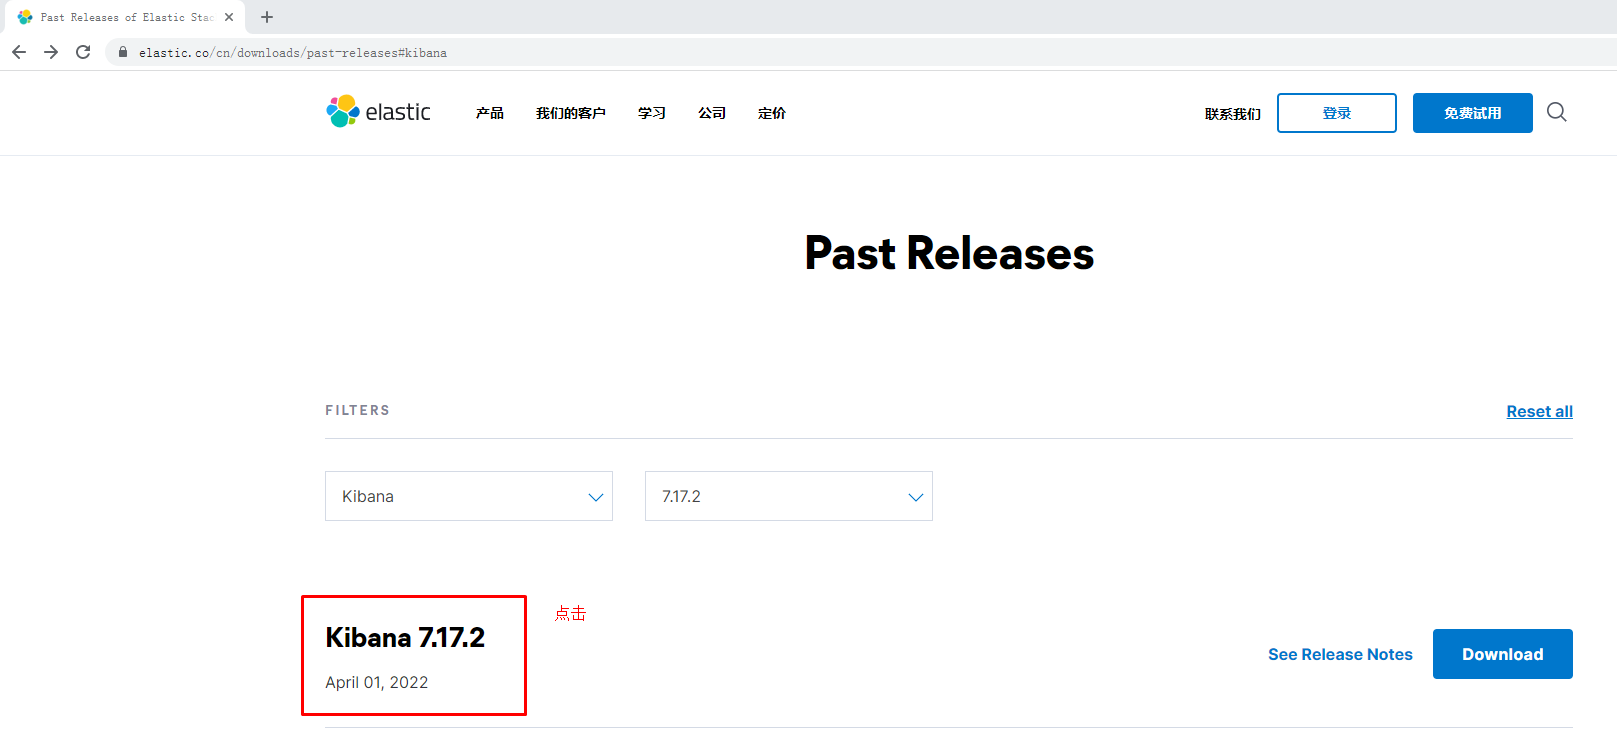 Past Releases of Elastic Stac
elastic.co/cn/downloads/past-releases#kibana
elastic 产品 我们的客户 学习 公司 定价 联系我们 登录 免费试用
Past Releases
FILTERS Reset all
Kibana 7.17.2
点击
Kibana 7.17.2
See Release Notes Download
April 01, 2022